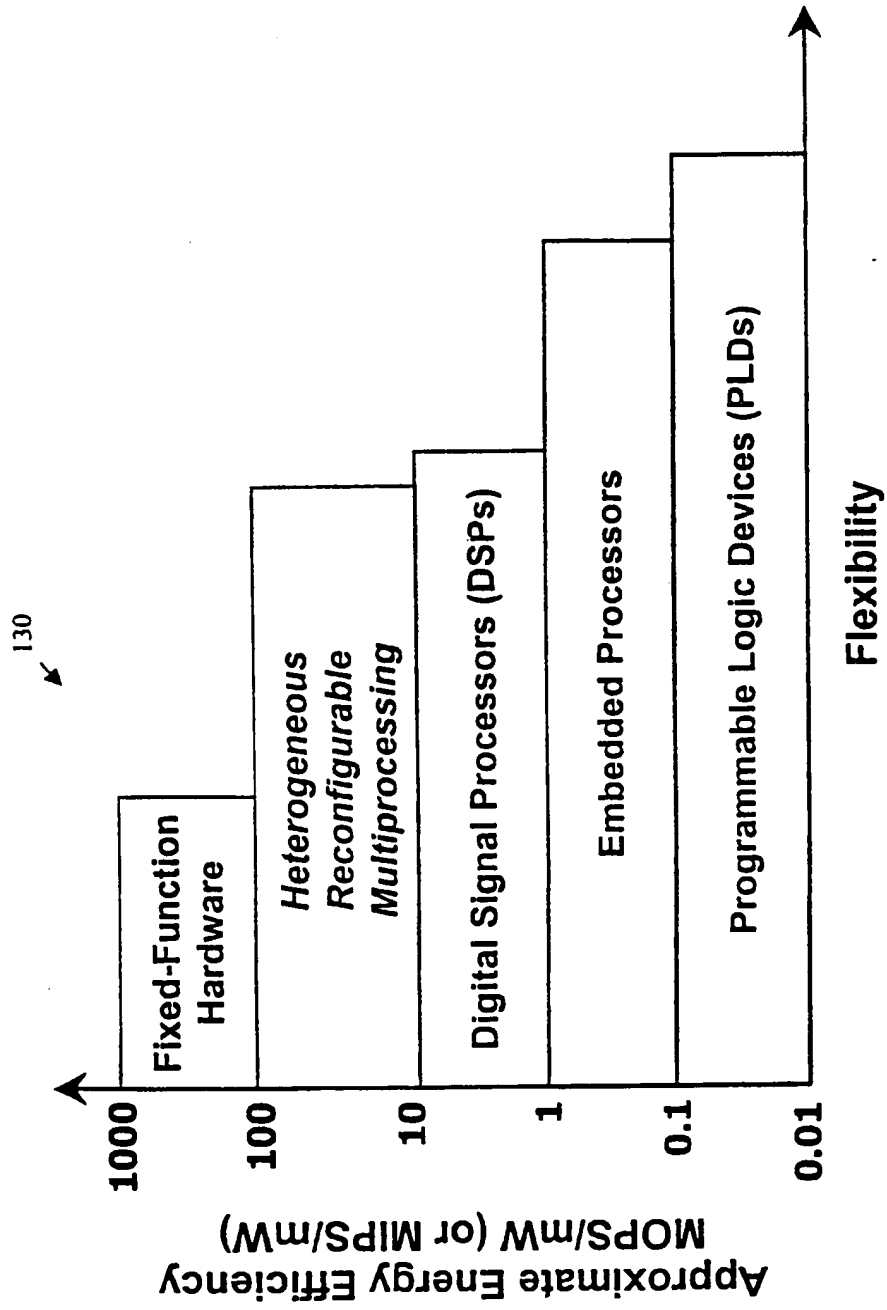 130
Approximate Energy Efficiency
MOPS/mW (or MIPS/mW)
1000
100
10
1
0.1
0.01
Fixed-Function
Hardware
Heterogeneous
Reconfigurable
Multiprocessing
Digital Signal Processors (DSPs)
Embedded Processors
Programmable Logic Devices (PLDs)
Flexibility